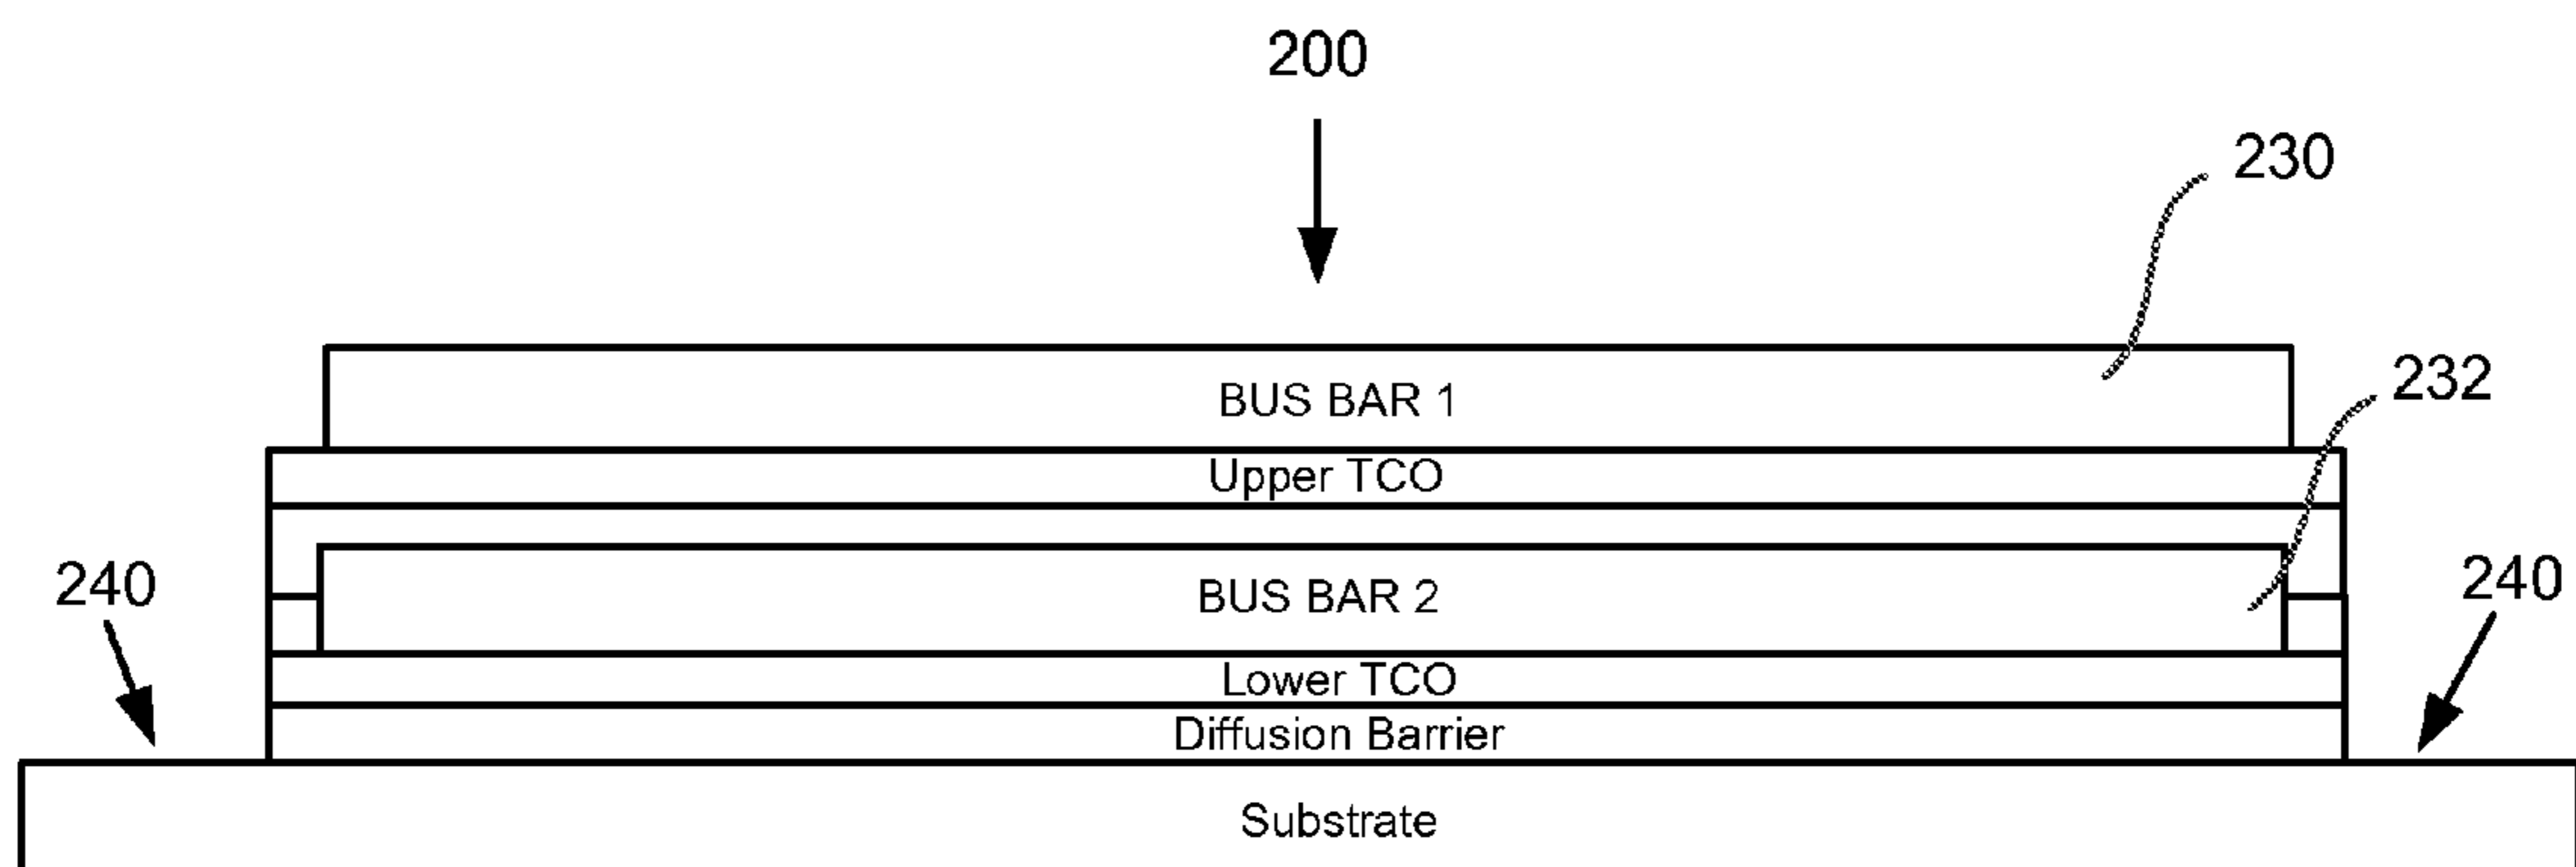 200
230
BUS BAR 1
232
Upper TCO
240
BUS BAR 2
240
Lower TCO
Diffusion Barrier
Substrate